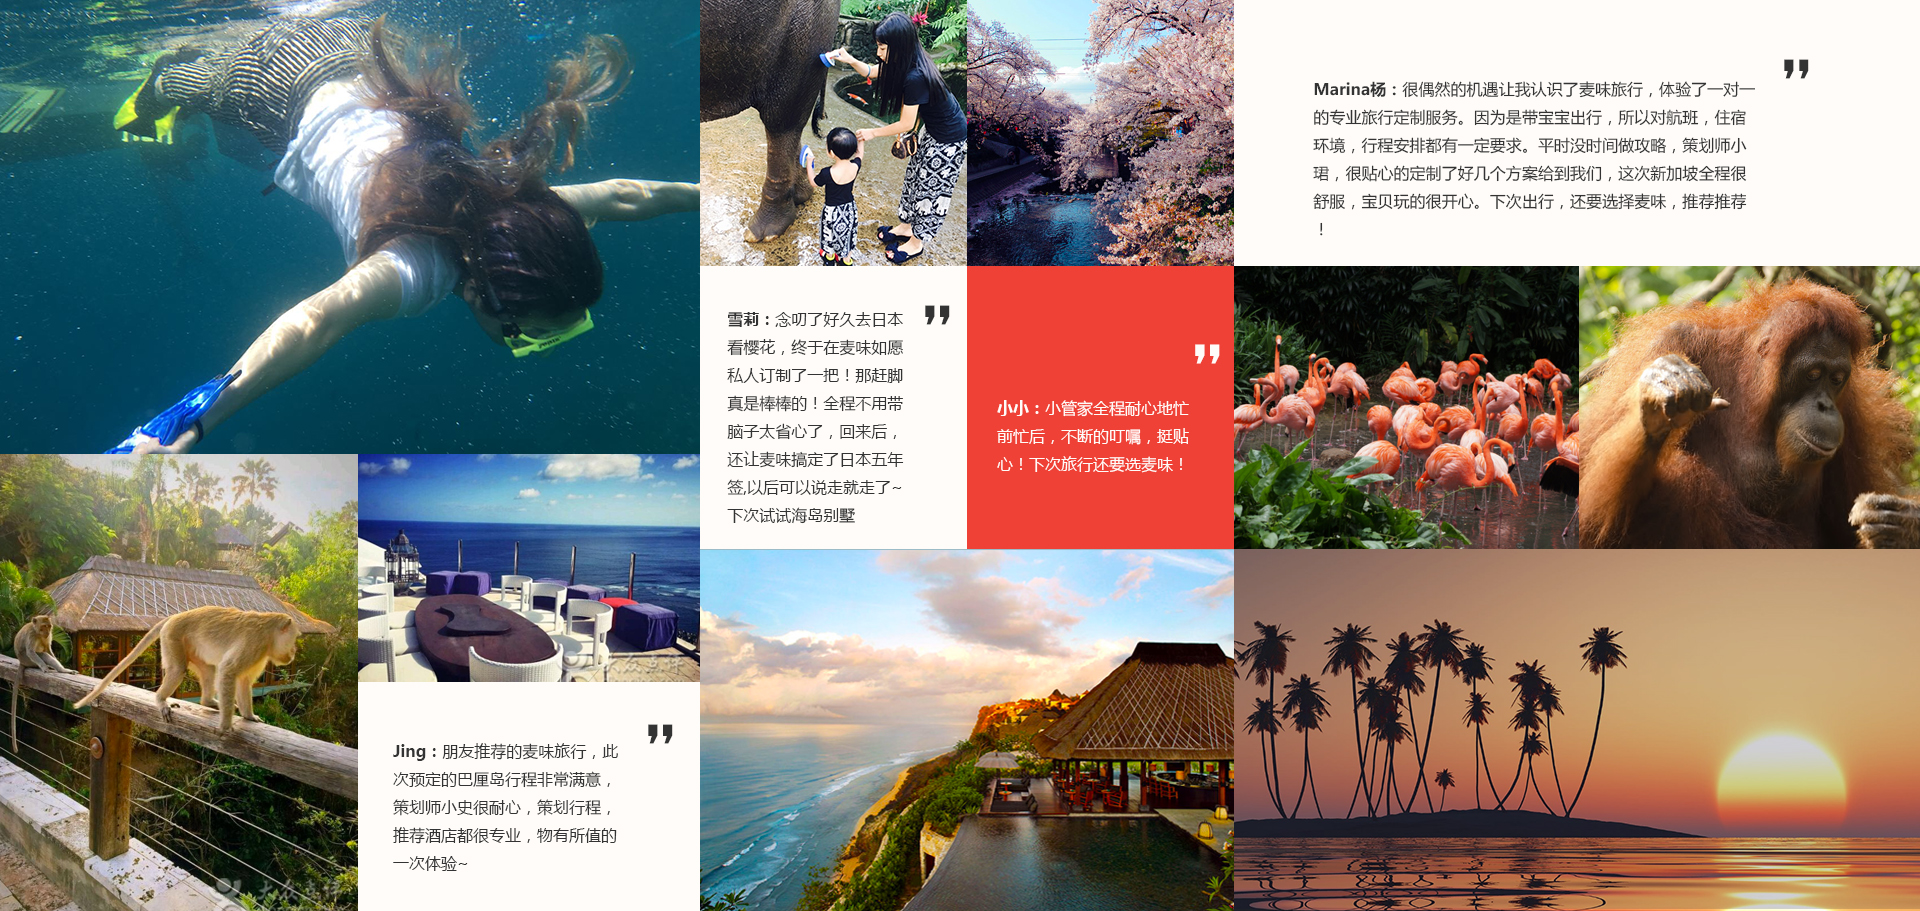 Marina杨：很偶然的机遇让我认识了麦味旅行，体验了一对一
的专业旅行定制服务。因为是带宝宝出行，所以对航班，住宿
环境，行程安排都有一定要求。平时没时间做攻略，策划师小
珺，很贴心的定制了好几个方案给到我们，这次新加坡全程很
舒服，宝贝玩的很开心。下次出行，还要选择麦味，推荐推荐
！
雪莉：念叨了好久去日本
看樱花，终于在麦味如愿
私人订制了一把！那赶脚
真是棒棒的！全程不用带
脑子太省心了，回来后，
还让麦味搞定了日本五年
签,以后可以说走就走了~
下次试试海岛别墅
小小：小管家全程耐心地忙
前忙后，不断的叮嘱，挺贴
心！下次旅行还要选麦味！
Jing：朋友推荐的麦味旅行，此
次预定的巴厘岛行程非常满意，
策划师小史很耐心，策划行程，
推荐酒店都很专业，物有所值的
一次体验~
大众点评
大众点评